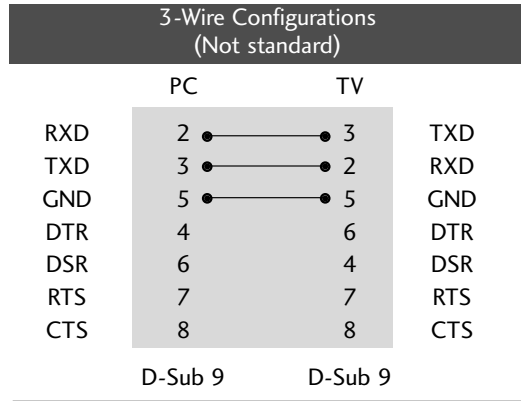 3-Wire Configurations
(Not standard)
PC TV
RXD 2 3 TXD
TXD 3 2 RXD
GND 5 5 GND
DTR 4 6 DTR
DSR 6 4 DSR
RTS 7 7 RTS
CTS 8 8 CTS
D-Sub 9 D-Sub 9